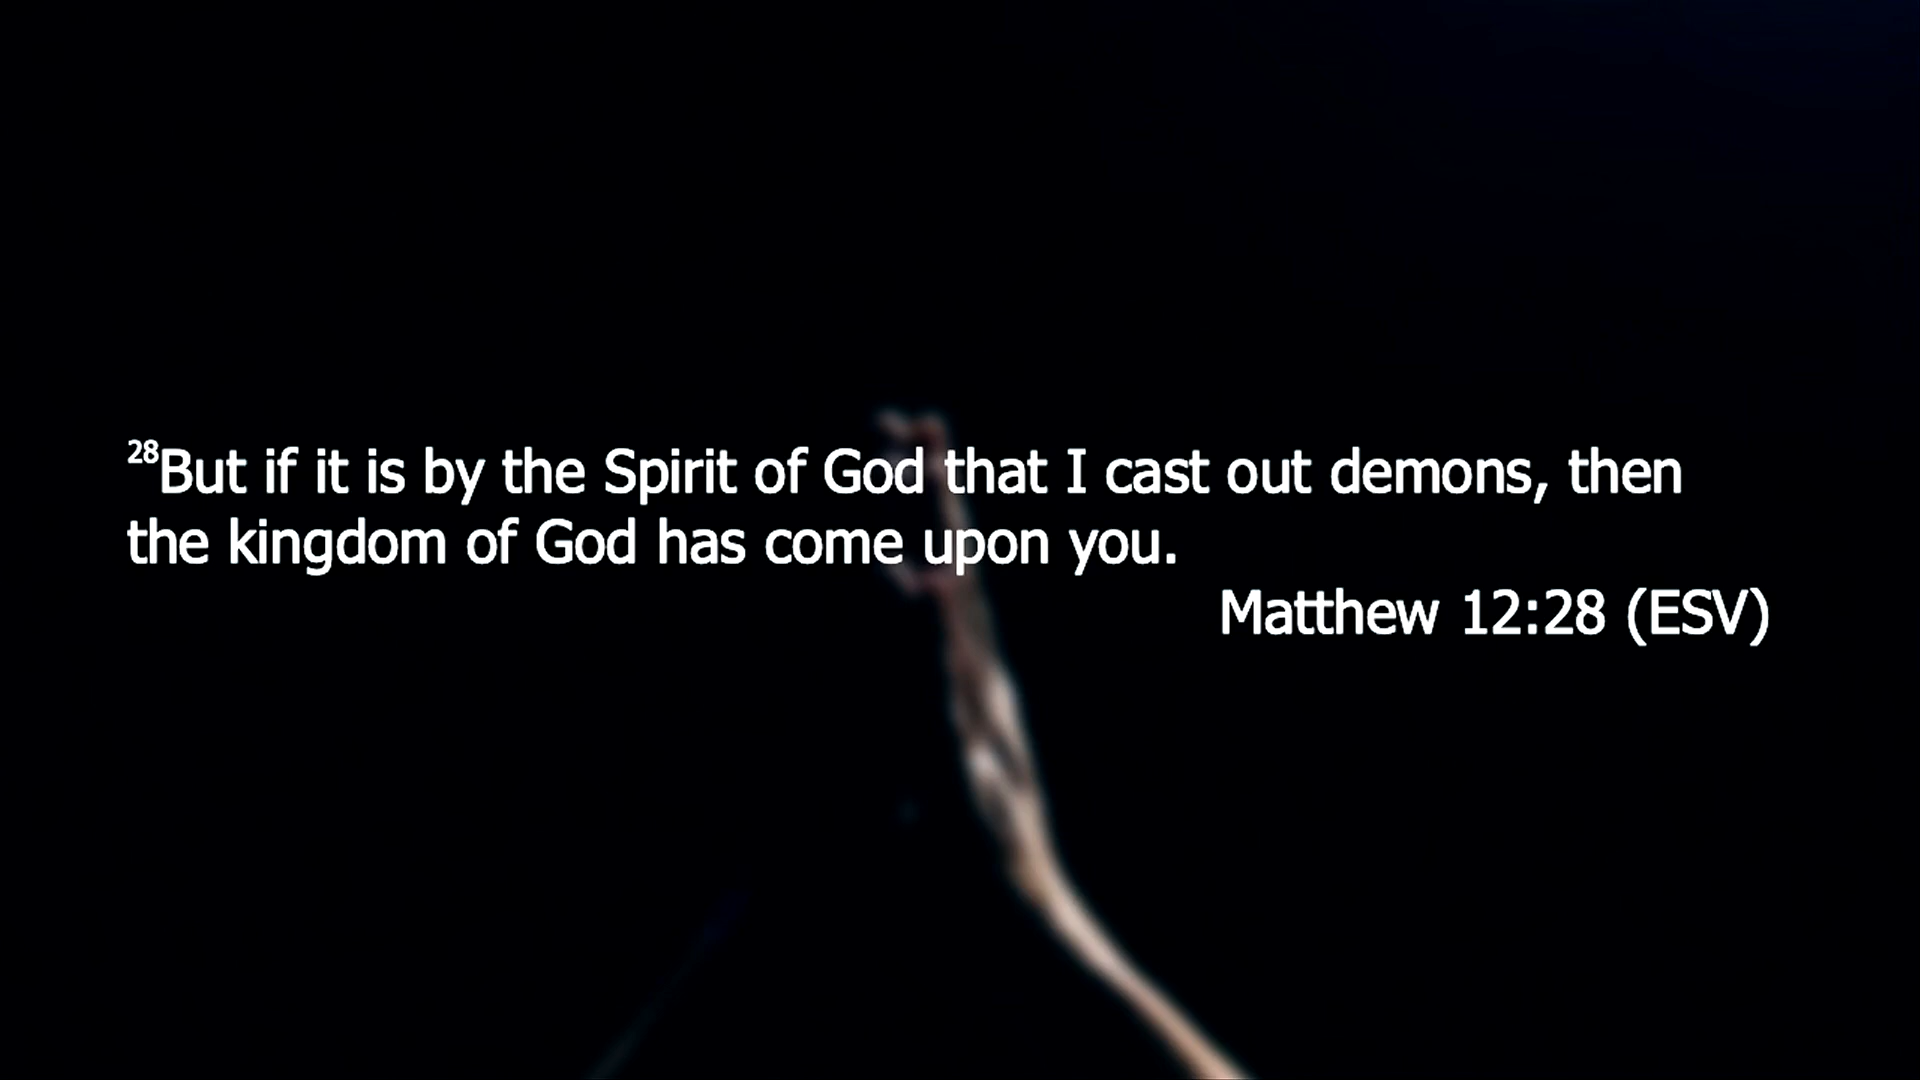 28But if it is by the Spirit of God that I cast out demons, then
the kingdom of God has come upon you.
Matthew 12:28 (ESV)